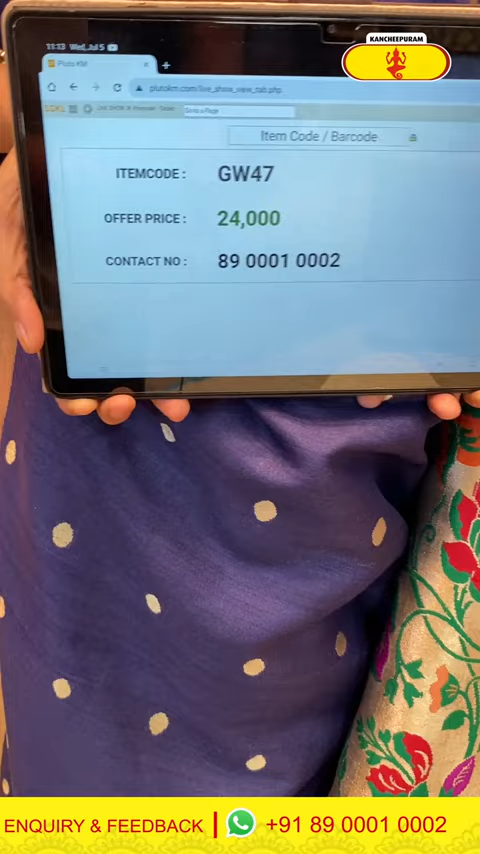 KANCHEEPURAM
11:13 Wed, Jul 5
Pluto KM
plutokm.com/live_show_view_tab.php
Item Code / Barcode
ITEMCODE : GW47
OFFER PRICE : 24,000
CONTACT NO : 89 0001 0002
ENQUIRY & FEEDBACK | +91 89 0001 0002